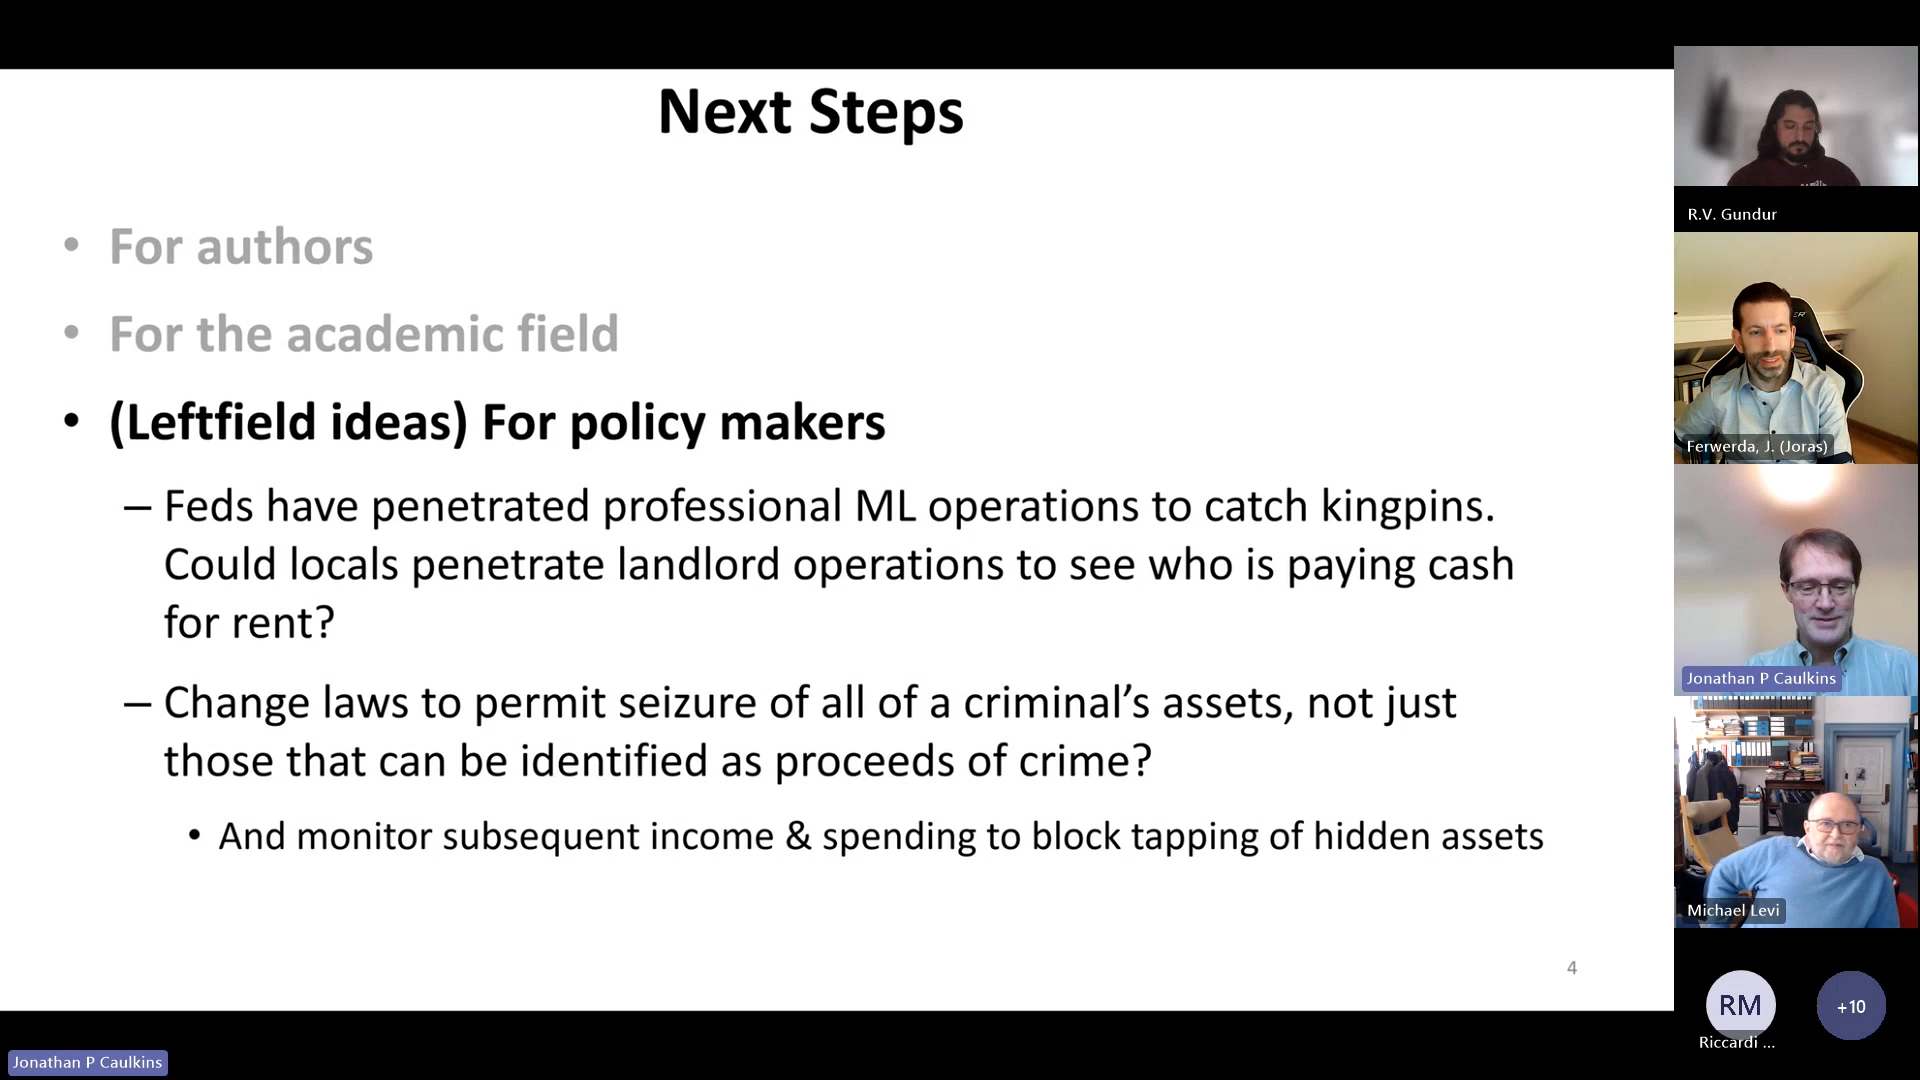 Next Steps
• For authors
• For the academic field
• (Leftfield ideas) For policy makers
– Feds have penetrated professional ML operations to catch kingpins.
Could locals penetrate landlord operations to see who is paying cash
for rent?
– Change laws to permit seizure of all of a criminal’s assets, not just
those that can be identified as proceeds of crime?
• And monitor subsequent income & spending to block tapping of hidden assets
4
Jonathan P Caulkins
R.V. Gundur
Ferwerda, J. (Joras)
Jonathan P Caulkins
Michael Levi
RM
Riccardi ...
+10